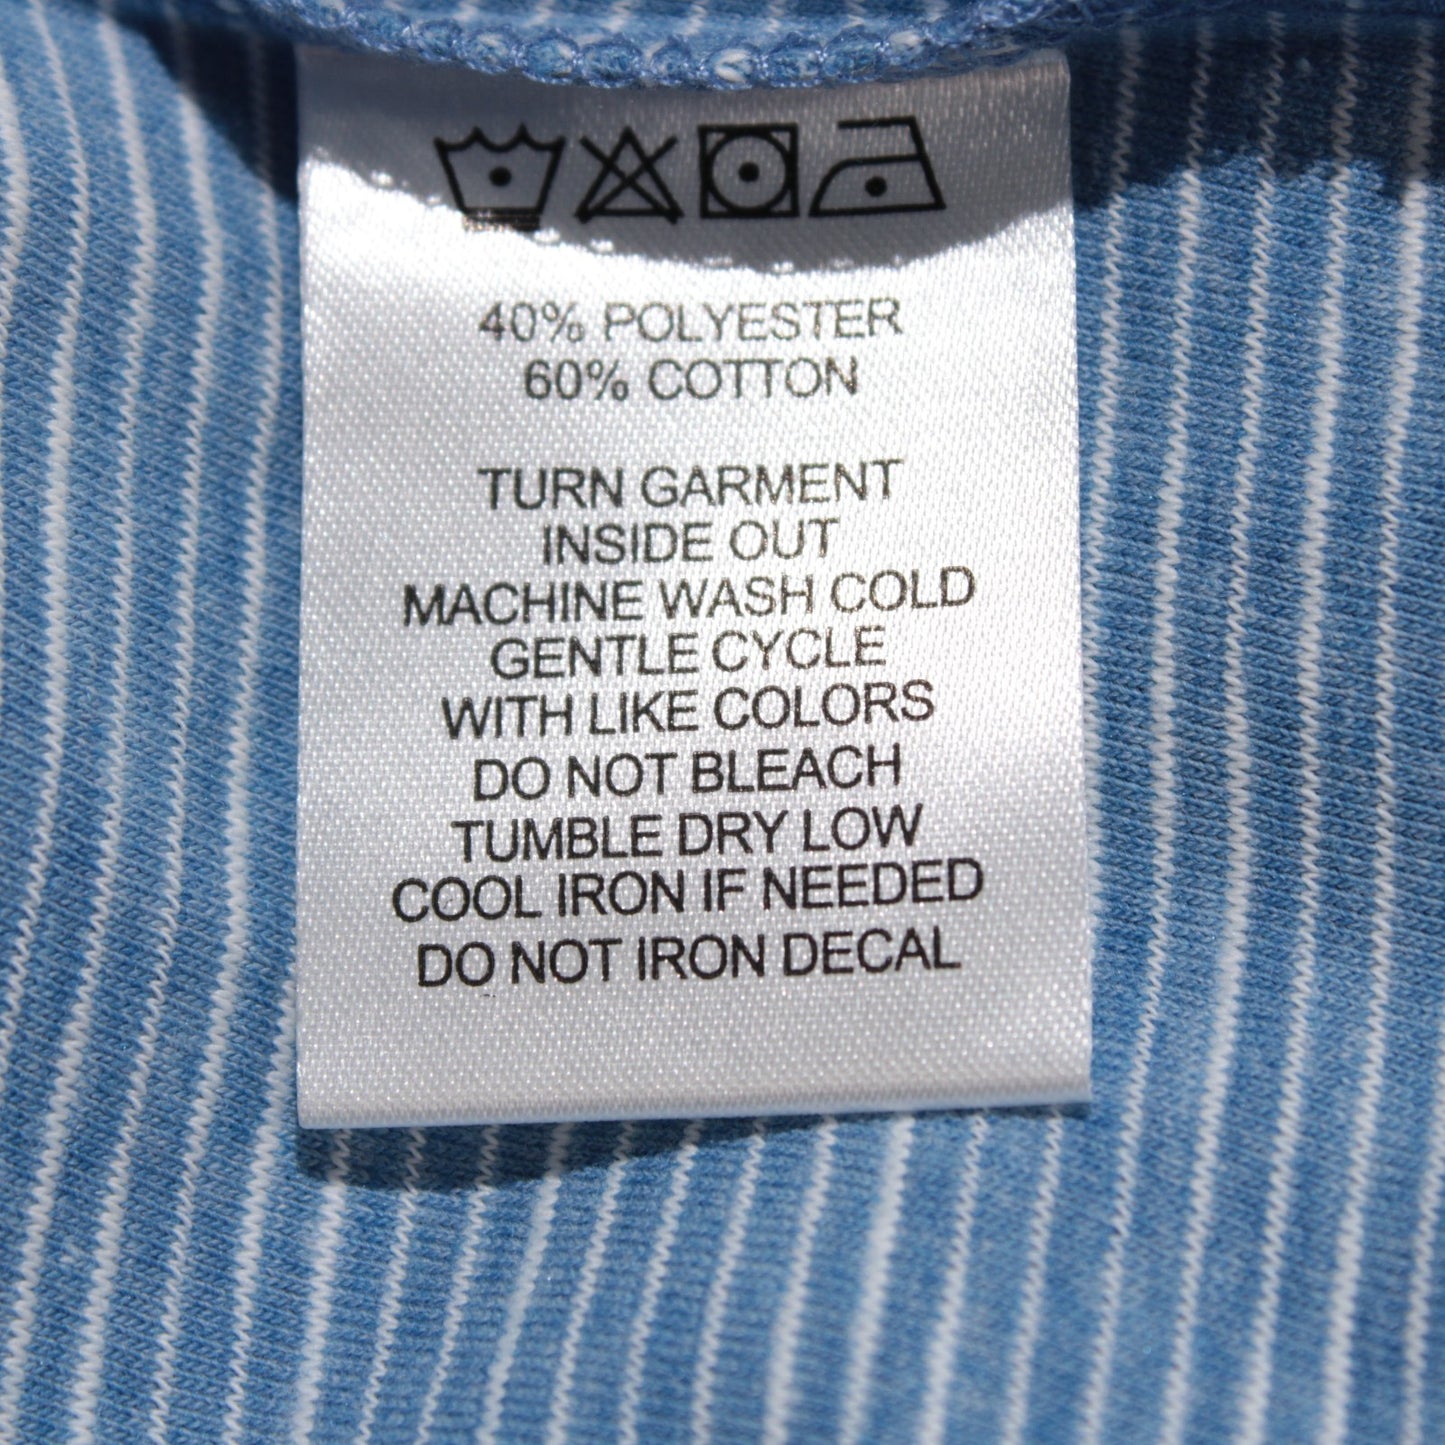 40% POLYESTER
60% COTTON
TURN GARMENT
INSIDE OUT
MACHINE WASH COLD
GENTLE CYCLE
WITH LIKE COLORS
DO NOT BLEACH
TUMBLE DRY LOW
COOL IRON IF NEEDED
DO NOT IRON DECAL